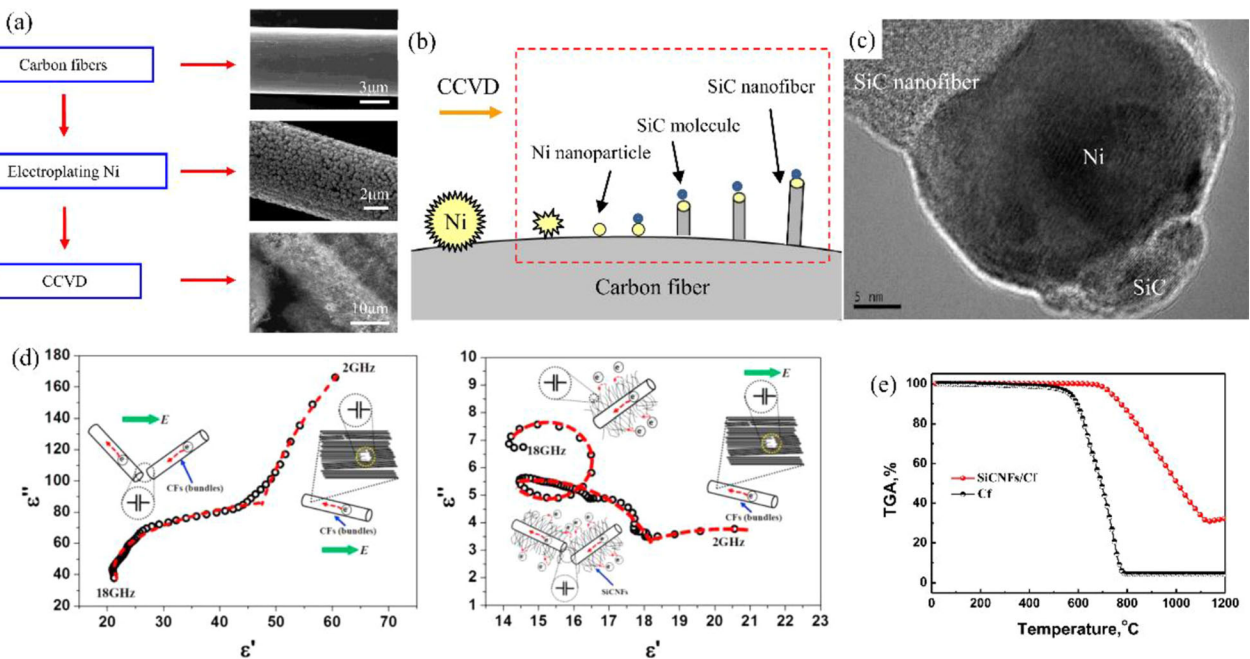 (a)
Carbon fibers
3μm
Electroplating Ni
2μm
CCVD
10μm
(b)
CCVD
SiC nanofiber
SiC molecule
Ni nanoparticle
Ni
Carbon fiber
(c)
SiC nanofiber
Ni
SiC
5 nm
(d)
180
160
140
120
100
80
60
40
20
20
30
40
50
60
70
ε''
ε'
2GHz
18GHz
E
CFs (bundles)
CFs (bundles)
E
10
9
8
7
6
5
4
3
2
1
14
15
16
17
18
19
20
21
22
23
ε''
ε'
18GHz
2GHz
E
CFs (bundles)
SiCNFs
(e)
100
80
60
40
20
0
0
200
400
600
800
1000
1200
TGA,%
Temperature,°C
SiCNFs/Cf
Cf